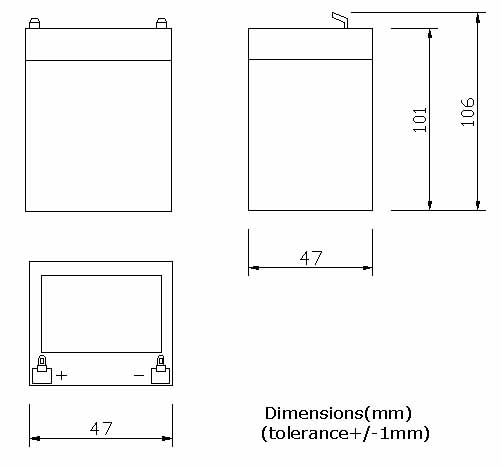 101
106
47
+ −
47
Dimensions(mm)
(tolerance+/-1mm)